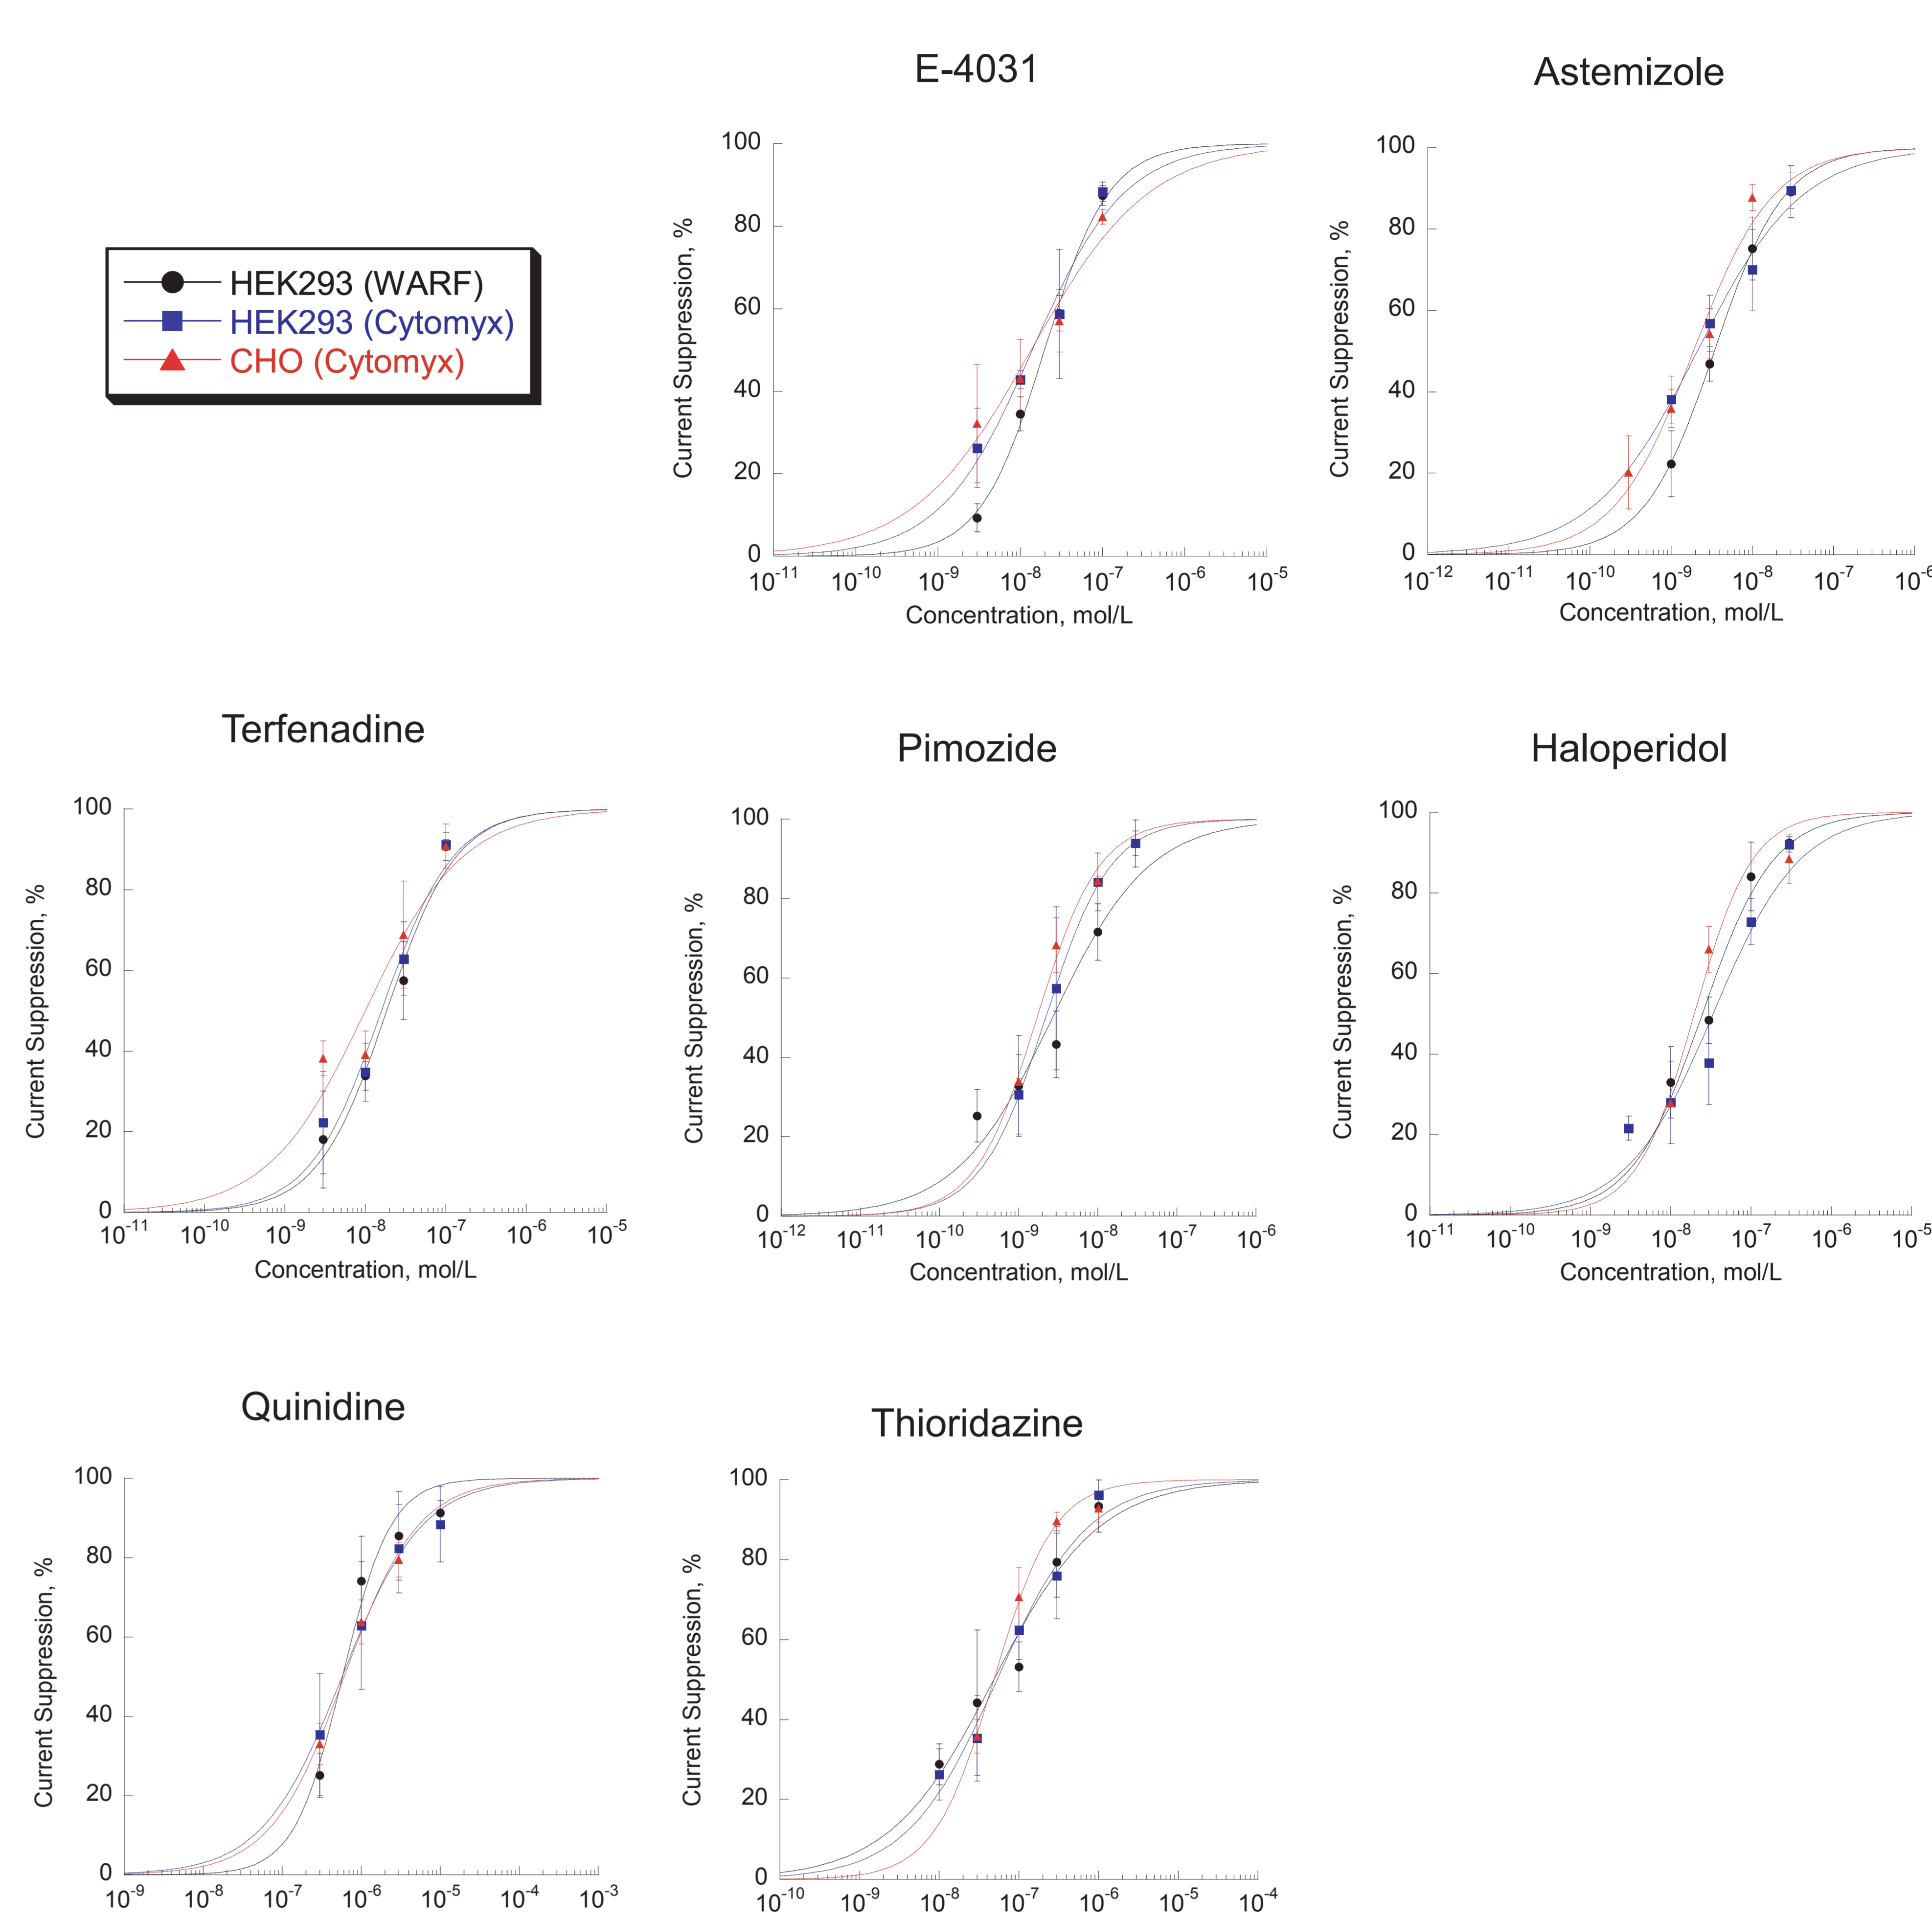 E-4031
Astemizole
HEK293 (WARF)
HEK293 (Cytomyx)
CHO (Cytomyx)
Current Suppression, %
100
80
60
40
20
0
10-11 10-10 10-9 10-8 10-7 10-6 10-5
Concentration, mol/L
Current Suppression, %
100
80
60
40
20
0
10-12 10-11 10-10 10-9 10-8 10-7 10-6
Concentration, mol/L
Terfenadine
Pimozide
Haloperidol
Current Suppression, %
100
80
60
40
20
0
10-11 10-10 10-9 10-8 10-7 10-6 10-5
Concentration, mol/L
Current Suppression, %
100
80
60
40
20
0
10-12 10-11 10-10 10-9 10-8 10-7 10-6
Concentration, mol/L
Current Suppression, %
100
80
60
40
20
0
10-11 10-10 10-9 10-8 10-7 10-6 10-5
Concentration, mol/L
Quinidine
Thioridazine
Current Suppression, %
100
80
60
40
20
0
10-9 10-8 10-7 10-6 10-5 10-4 10-3
Current Suppression, %
100
80
60
40
20
0
10-10 10-9 10-8 10-7 10-6 10-5 10-4